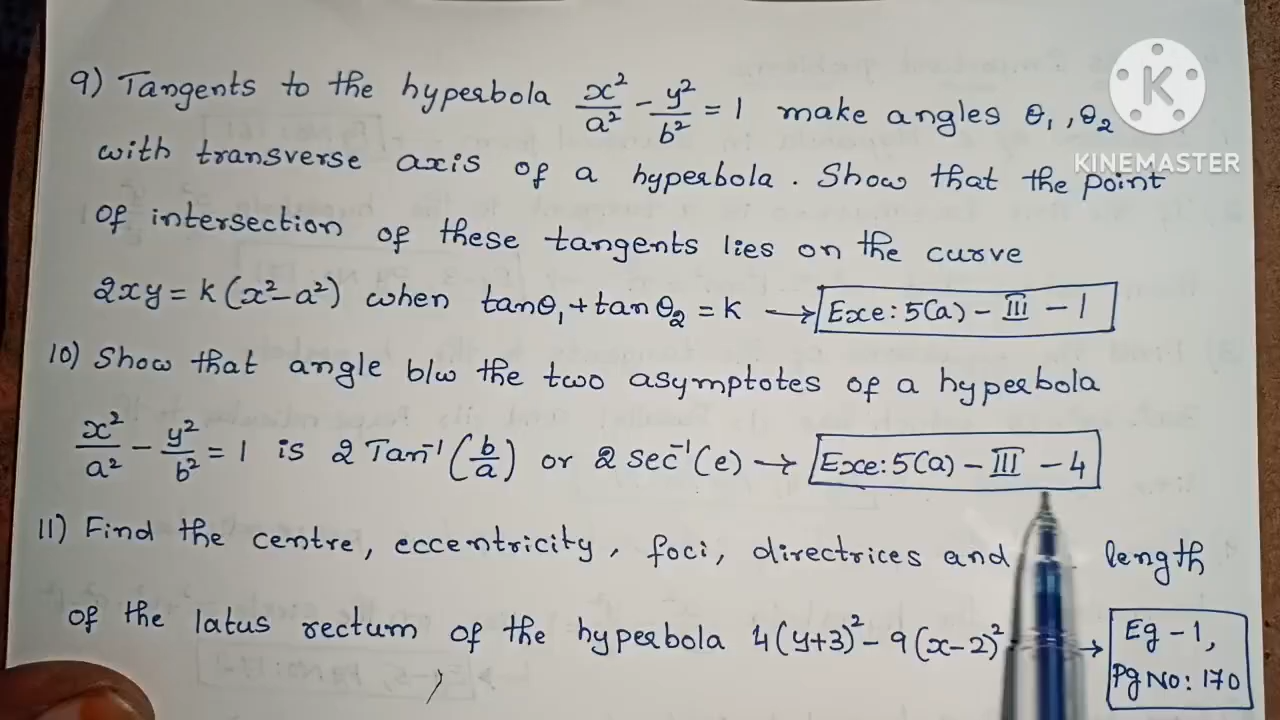 9) Tangents to the hyperbola x²/a² - y²/b² = 1 make angles θ₁, θ₂
with transverse axis of a hyperbola. Show that the point
of intersection of these tangents lies on the curve
2xy = k(x²-a²) when tanθ₁+tanθ₂ = k → Exe: 5(a) - III - 1
10) Show that angle b/w the two asymptotes of a hyperbola
x²/a² - y²/b² = 1 is 2 Tan⁻¹(b/a) or 2 sec⁻¹(e) → Exe: 5(a) - III - 4
11) Find the centre, eccentricity, foci, directrices and length
of the latus rectum of the hyperbola 4(y+3)² - 9(x-2)² → Eg-1,
Pg No: 170
K
KINEMASTER